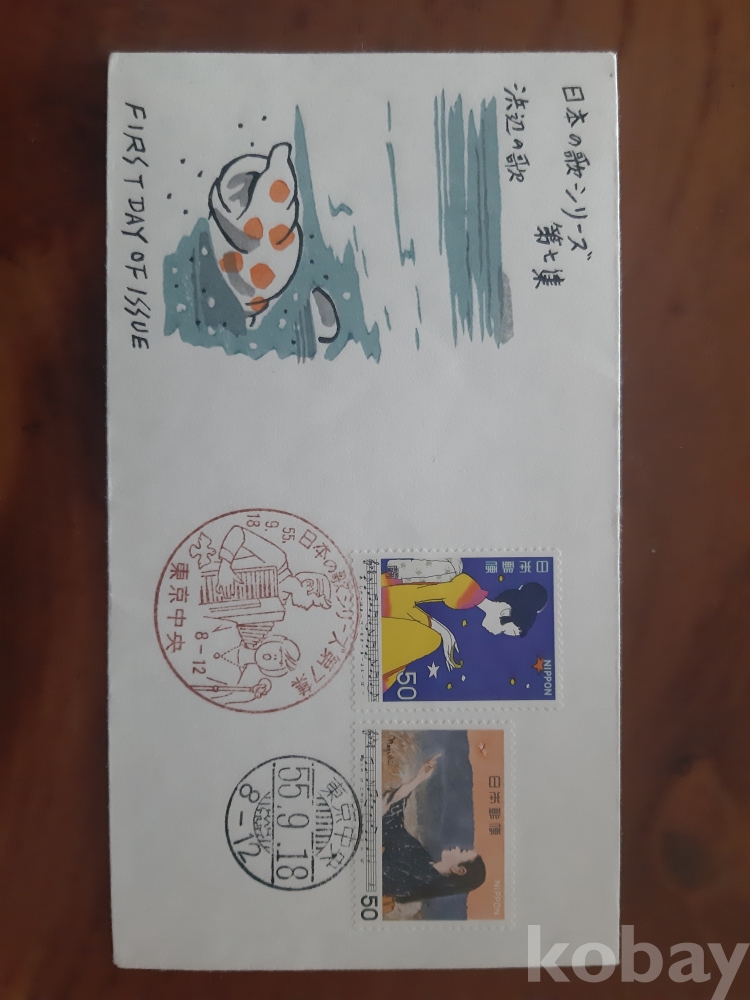 日本の歌シリーズ
第七集
浜辺の歌
FIRST DAY OF ISSUE
日本の歌シリーズ第7集
55.
9.
18
8-12
東京中央
日本郵便
NIPPON
50
日本郵便
NIPPON
50
東京中央
55.9.18
8-12
kobay